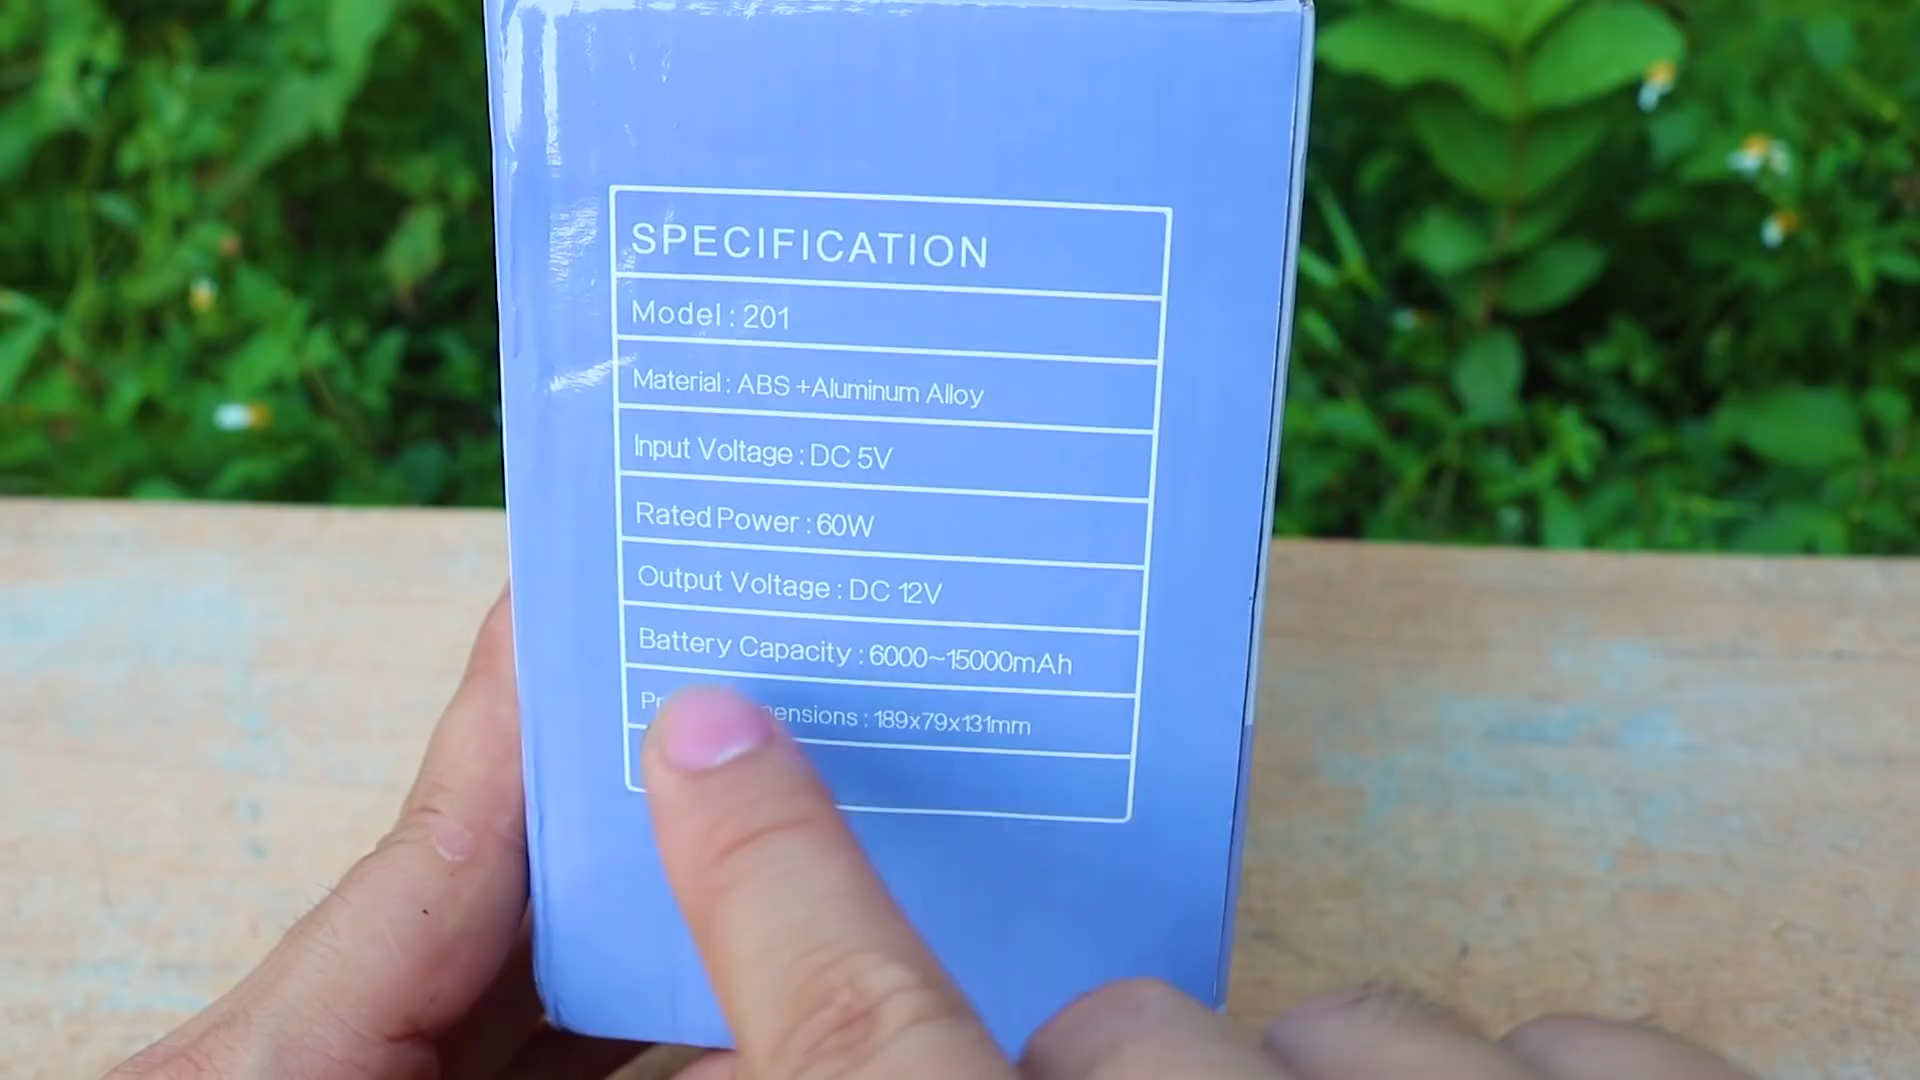 SPECIFICATION
Model : 201
Material : ABS +Aluminum Alloy
Input Voltage : DC 5V
Rated Power : 60W
Output Voltage : DC 12V
Battery Capacity : 6000~15000mAh
: 189x79x131mm